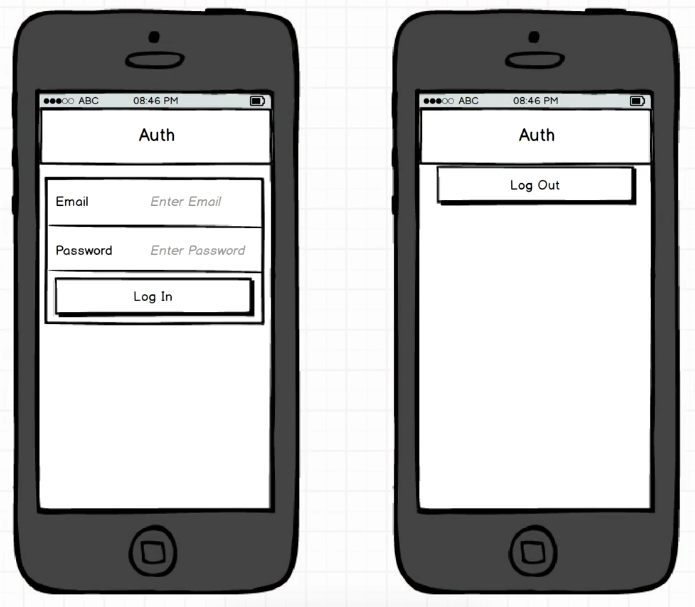 ABC 08:46 PM
Auth
Email Enter Email
Password Enter Password
Log In
ABC 08:46 PM
Auth
Log Out